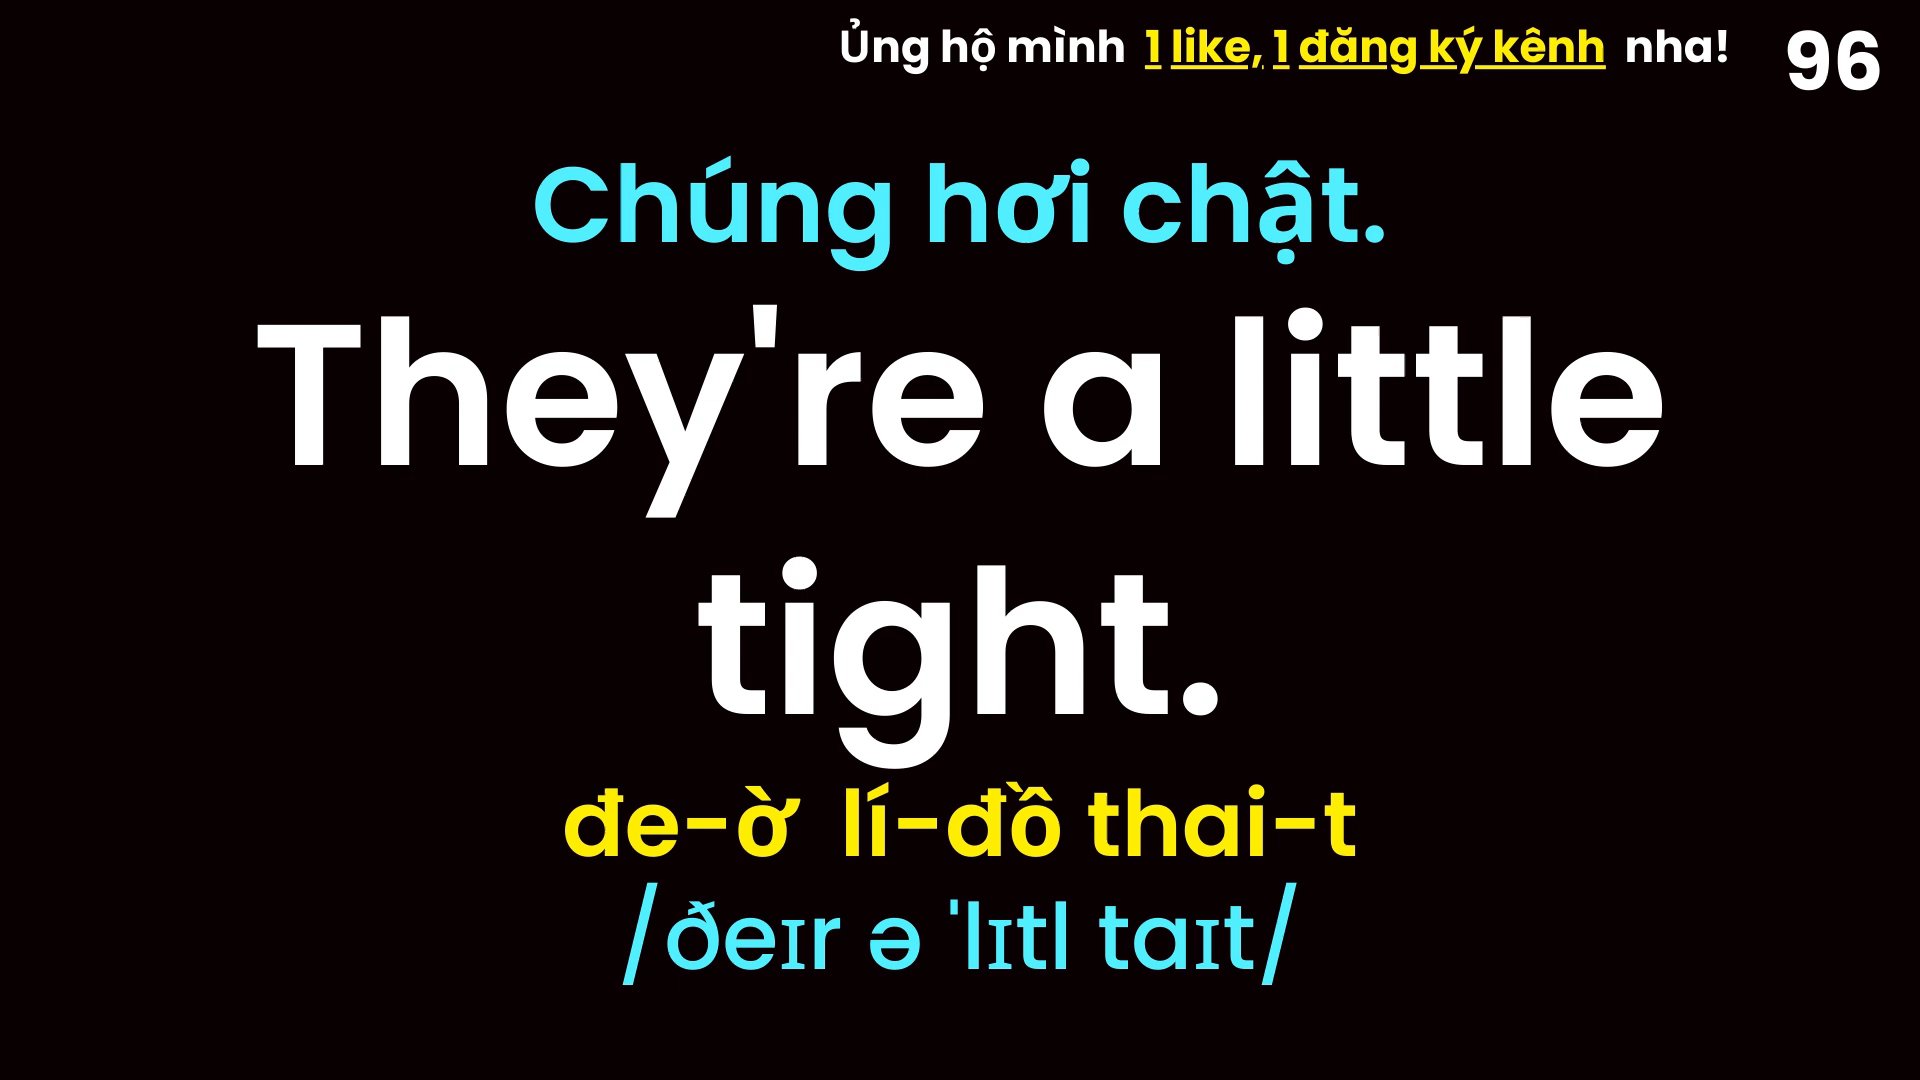 Ủng hộ mình 1 like, 1 đăng ký kênh nha! 96
Chúng hơi chật.
They're a little
tight.
đe-ờ lí-đồ thai-t
/ðeɪr ə ˈlɪtl taɪt/